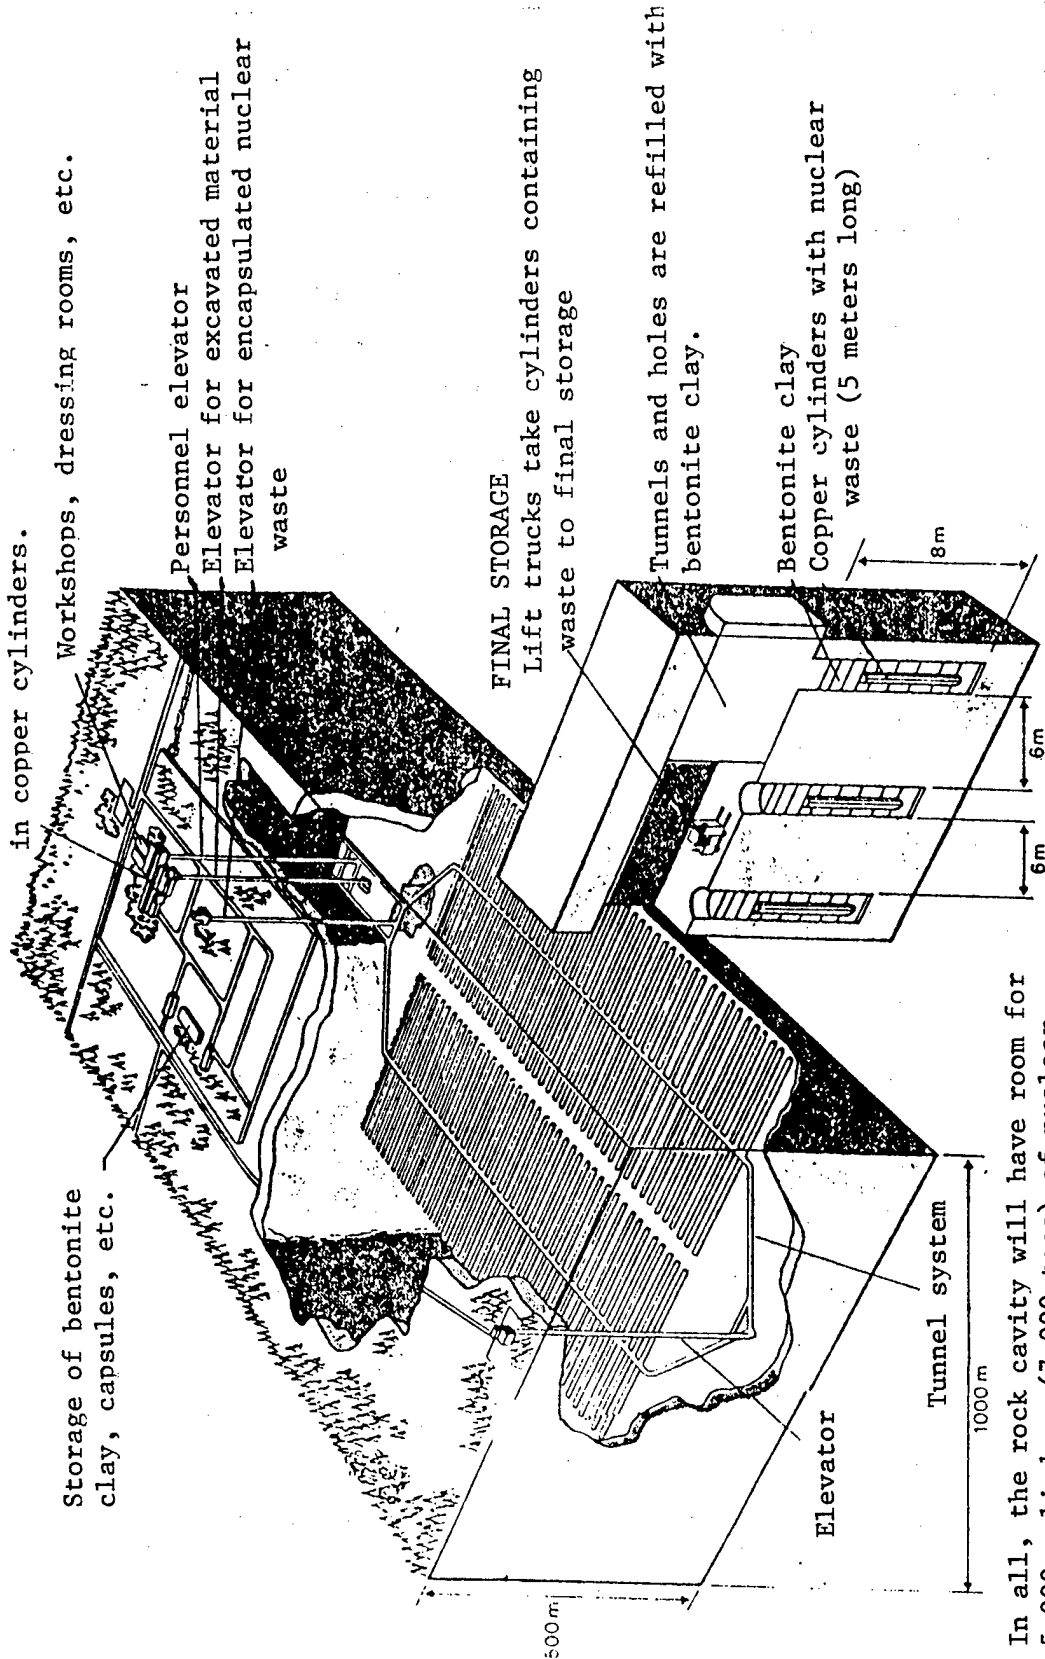 in copper cylinders.
Workshops, dressing rooms, etc.
Storage of bentonite
clay, capsules, etc.
Personnel elevator
Elevator for excavated material
Elevator for encapsulated nuclear
waste
FINAL STORAGE
Lift trucks take cylinders containing
waste to final storage
Tunnels and holes are refilled with
bentonite clay.
Bentonite clay
Copper cylinders with nuclear
waste (5 meters long)
8m
6m
6m
Elevator
Tunnel system
1000 m
500m
In all, the rock cavity will have room for